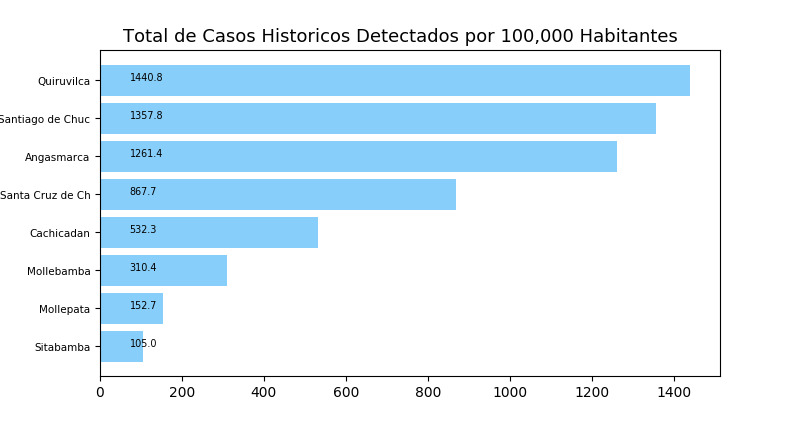 Total de Casos Historicos Detectados por 100,000 Habitantes
Quiruvilca 1440.8
Santiago de Chuc 1357.8
Angasmarca 1261.4
Santa Cruz de Ch 867.7
Cachicadan 532.3
Mollebamba 310.4
Mollepata 152.7
Sitabamba 105.0
0 200 400 600 800 1000 1200 1400